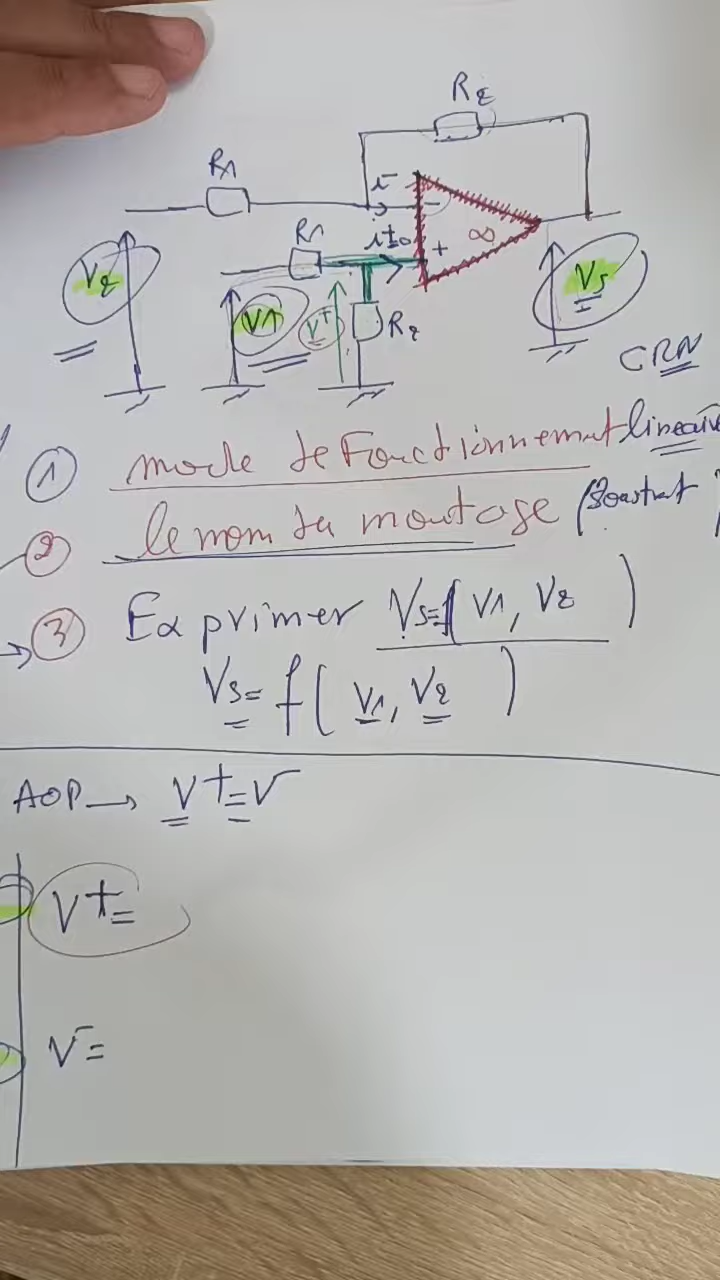 R2
R1
i-
-
R1
i+=0
+
∞
V2
V1
V+
R2
Vs
CRN
1 mode de Fonctionnement linéaire
2 le nom du montage (Soustrat
3 Exprimer Vs=f(V1, V2)
Vs=f(V1, V2)
AOP → V+=V-
V+=
V-=